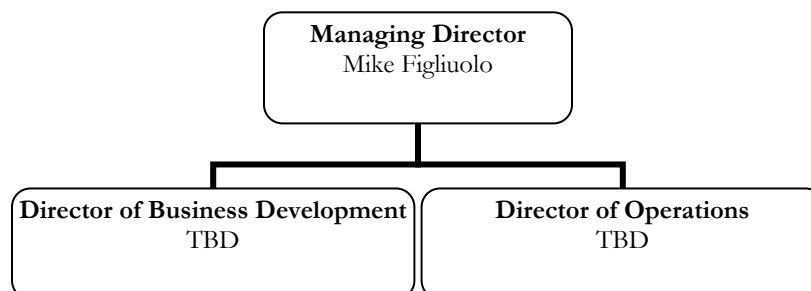 Managing Director
Mike Figliuolo
Director of Business Development
TBD
Director of Operations
TBD